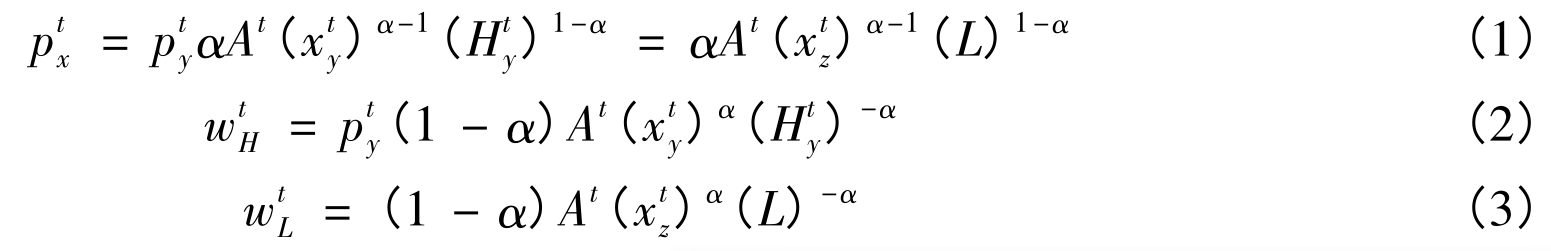 p_x^t = p_y^t αA^t (x_y^t)^{α-1} (H_y^t)^{1-α} = αA^t (x_z^t)^{α-1} (L)^{1-α} (1)
w_H^t = p_y^t (1 - α) A^t (x_y^t)^α (H_y^t)^{-α} (2)
w_L^t = (1 - α) A^t (x_z^t)^α (L)^{-α} (3)